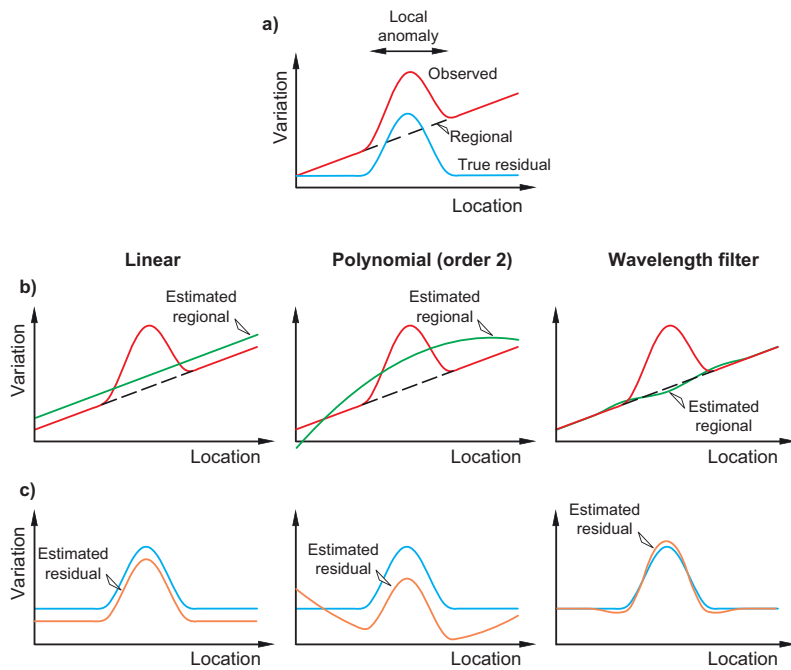 a)
Local
anomaly
Observed
Regional
True residual
Variation
Location
Linear
Polynomial (order 2)
Wavelength filter
b)
Estimated
regional
Variation
Location
Estimated
regional
Location
Estimated
regional
Location
c)
Estimated
residual
Variation
Location
Estimated
residual
Location
Estimated
residual
Location